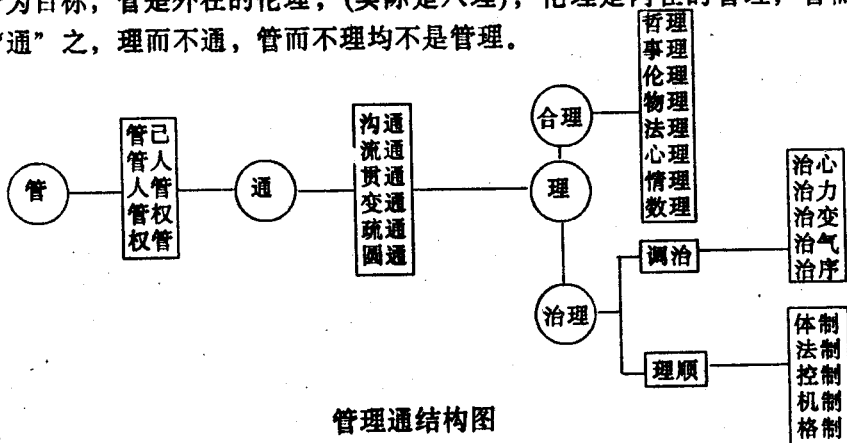 为目标，管是外在的伦理，(实际是人理)，伦理是内在的管理，管
“通”之，理而不通，管而不理均不是管理。
管
管己
管人
人管
管权
权管
通
沟通
流通
贯通
变通
疏通
圆通
合理
理
治理
哲理
事理
伦理
物理
法理
心理
情理
数理
调治
理顺
治心
治力
治变
治气
治序
体制
法制
控制
机制
格制
管理通结构图